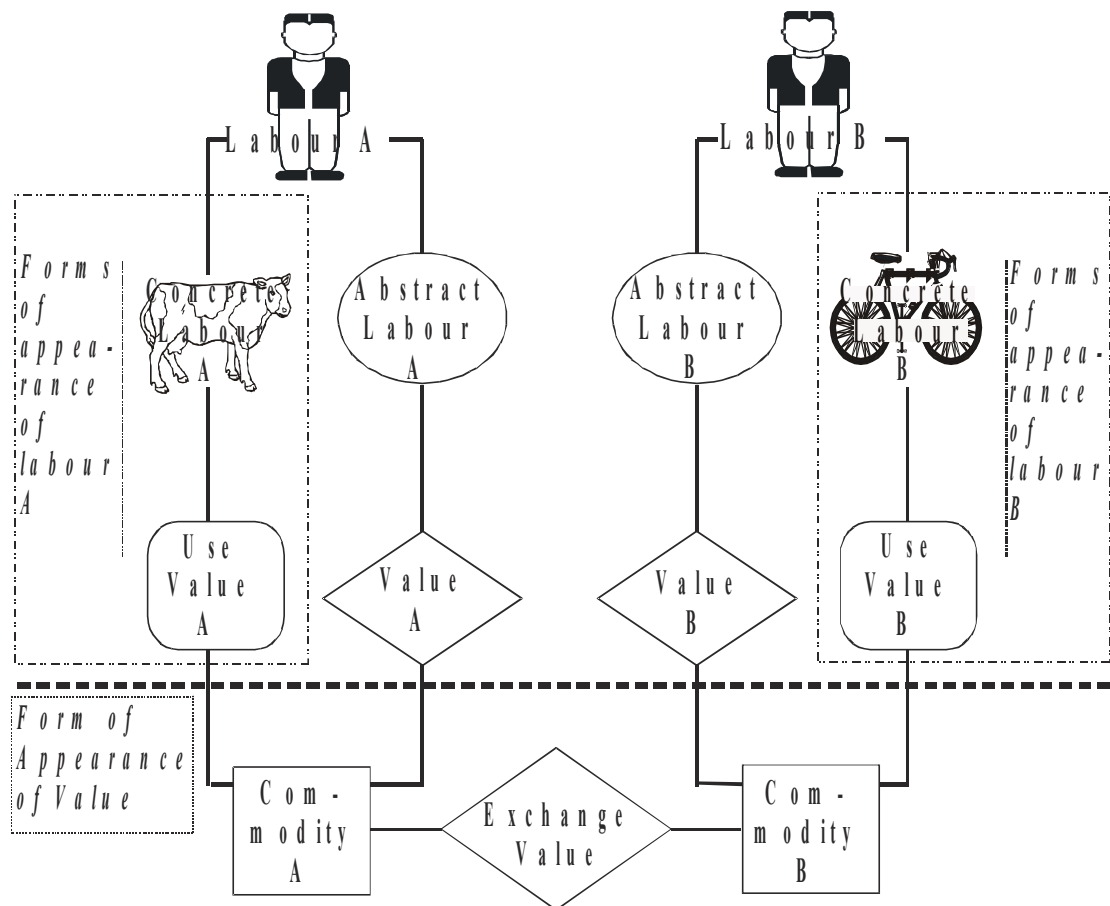 Labour A
Labour B
Forms
of
appea-
rance
of
labour
A
Concrete
Labour
A
Abstract
Labour
A
Abstract
Labour
B
Concrete
Labour
B
Forms
of
appea-
rance
of
labour
B
Use
Value
A
Value
A
Value
B
Use
Value
B
Form of
Appearance
of Value
Com-
modity
A
Exchange
Value
Com-
modity
B